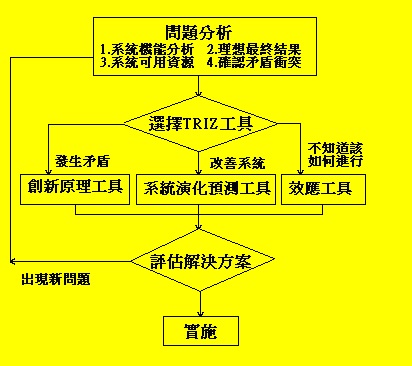 問題分析
1.系統機能分析 2.理想最終結果
3.系統可用資源 4.確認矛盾衝突
選擇TRIZ工具
發生矛盾
改善系統
不知道該
如何進行
創新原理工具
系統演化預測工具
效應工具
評估解決方案
出現新問題
實施